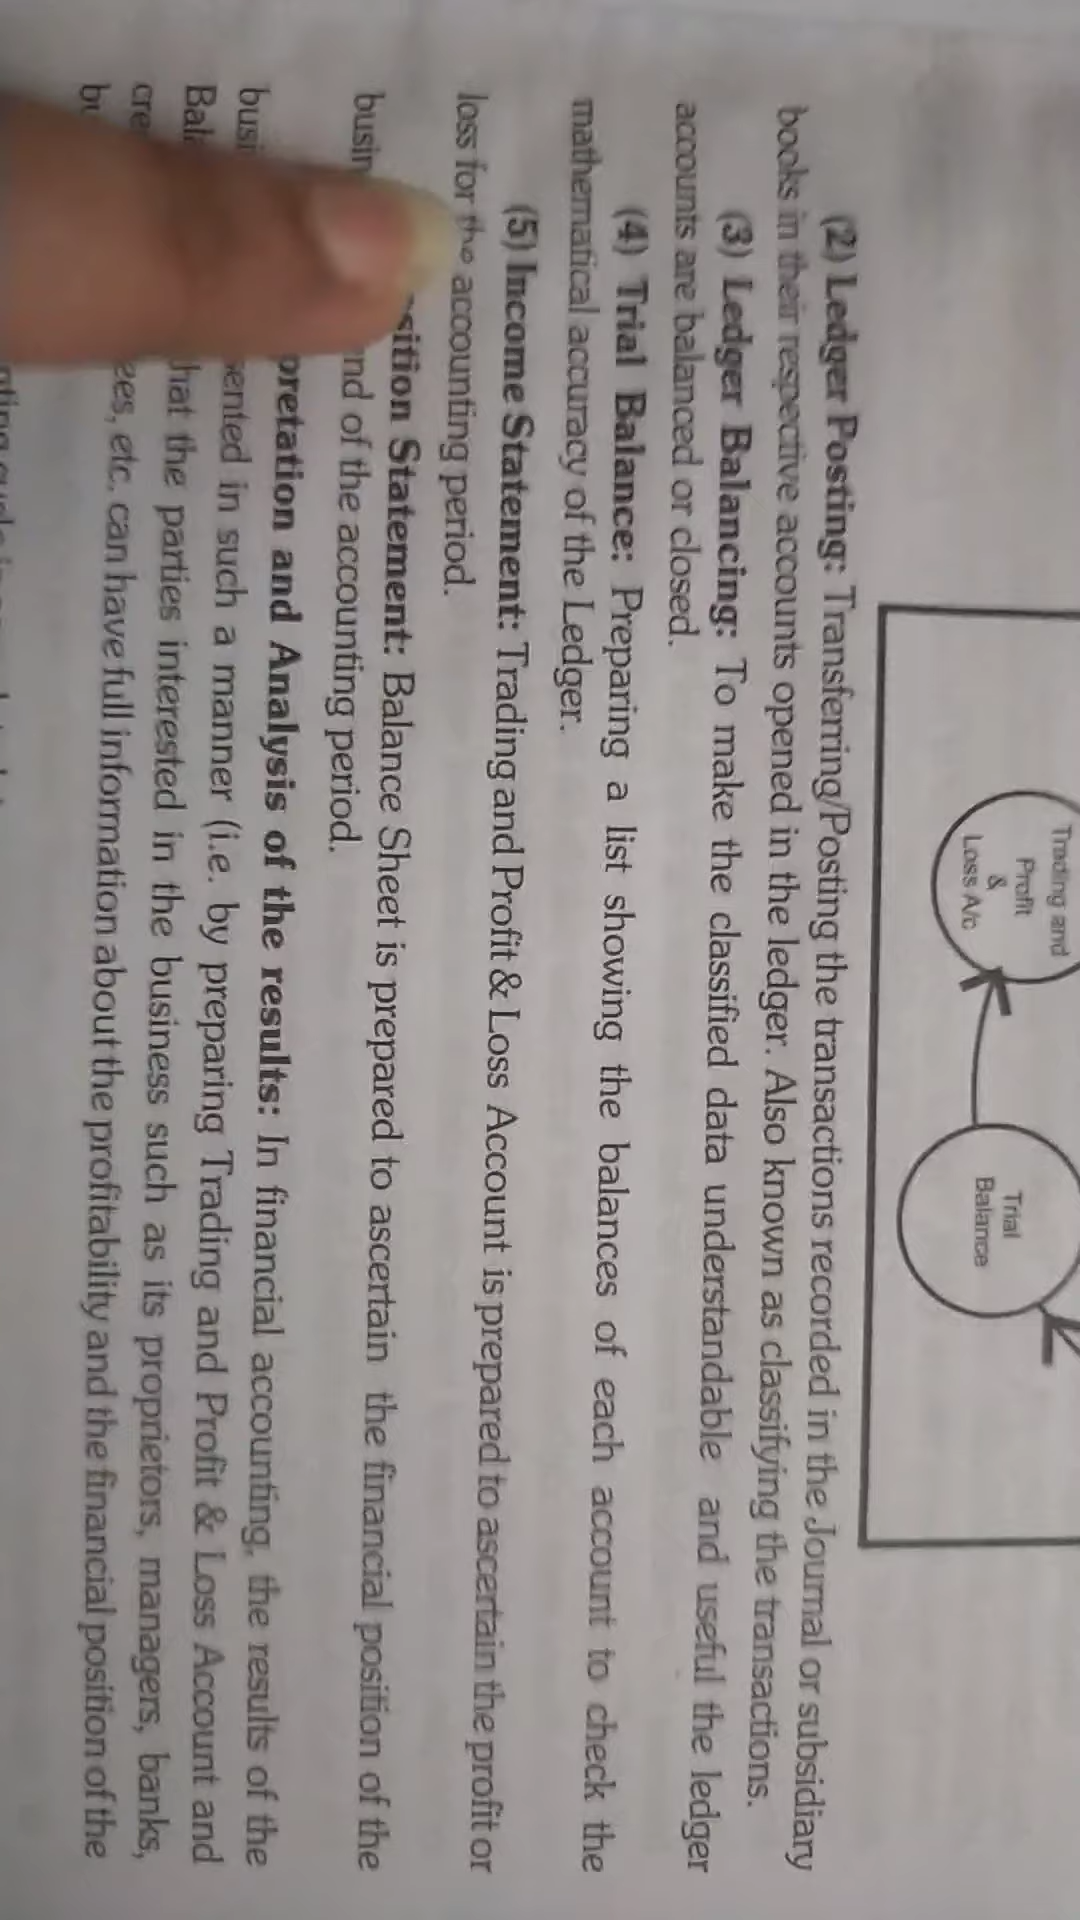 Trading and
Profit
&
Loss A/c
Trial
Balance
(2) Ledger Posting: Transferring/Posting the transactions recorded in the Journal or subsidiary
books in their respective accounts opened in the ledger. Also known as classifying the transactions.
(3) Ledger Balancing: To make the classified data understandable and useful the ledger
accounts are balanced or closed.
(4) Trial Balance: Preparing a list showing the balances of each account to check the
mathematical accuracy of the Ledger.
(5) Income Statement: Trading and Profit & Loss Account is prepared to ascertain the profit or
loss for the accounting period.
Statement: Balance Sheet is prepared to ascertain the financial position of the
of the accounting period.
and Analysis of the results: In financial accounting, the results of the
in such a manner (i.e. by preparing Trading and Profit & Loss Account and
the parties interested in the business such as its proprietors, managers, banks,
etc. can have full information about the profitability and the financial position of the